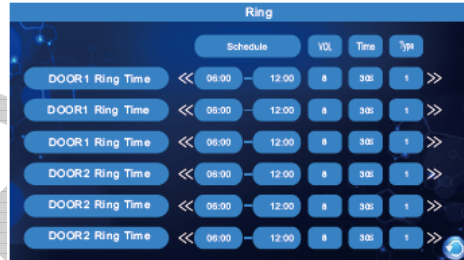 Ring
Schedule VOL Time Type
DOOR1 Ring Time « 06:00 – 12:00 8 30S 1 »
DOOR1 Ring Time « 06:00 – 12:00 8 30S 1 »
DOOR1 Ring Time « 06:00 – 12:00 8 30S 1 »
DOOR2 Ring Time « 06:00 – 12:00 8 30S 1 »
DOOR2 Ring Time « 06:00 – 12:00 8 30S 1 »
DOOR2 Ring Time « 06:00 – 12:00 8 30S 1 »